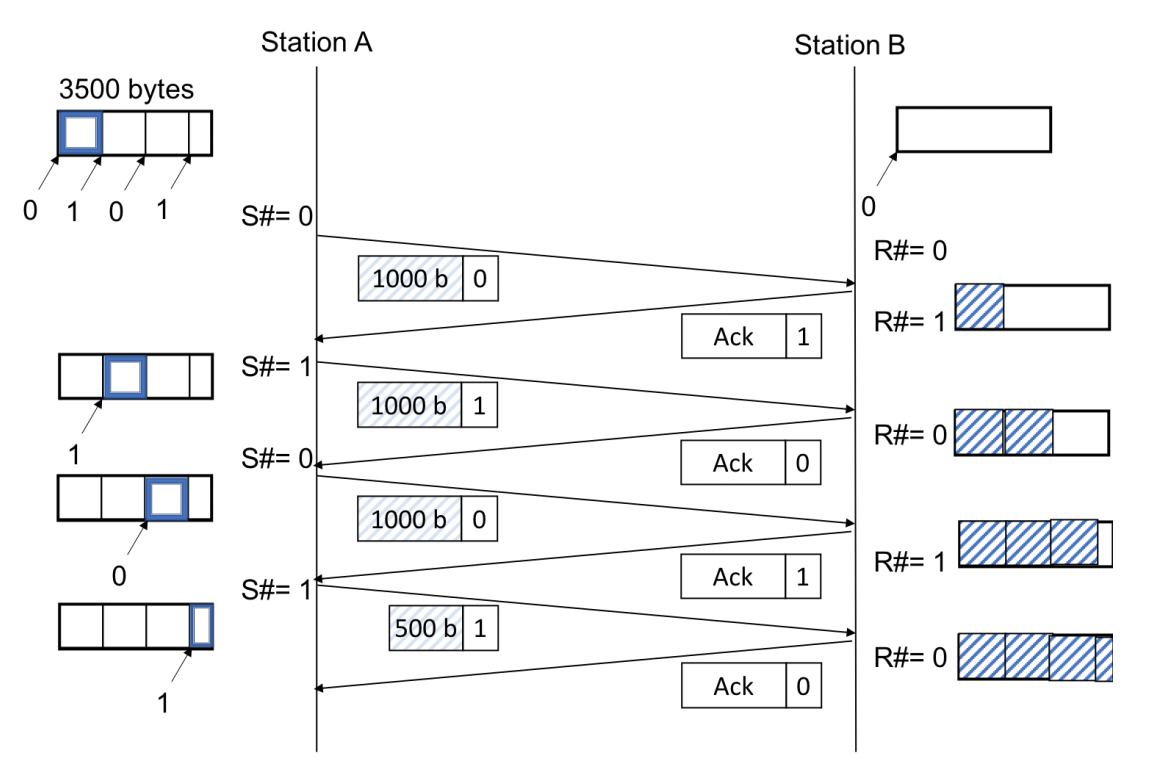 Station A
Station B
3500 bytes
0 1 0 1
0
S#= 0
R#= 0
1000 b 0
R#= 1
Ack 1
S#= 1
1000 b 1
R#= 0
1
Ack 0
S#= 0
1000 b 0
R#= 1
0
Ack 1
S#= 1
500 b 1
R#= 0
Ack 0
1